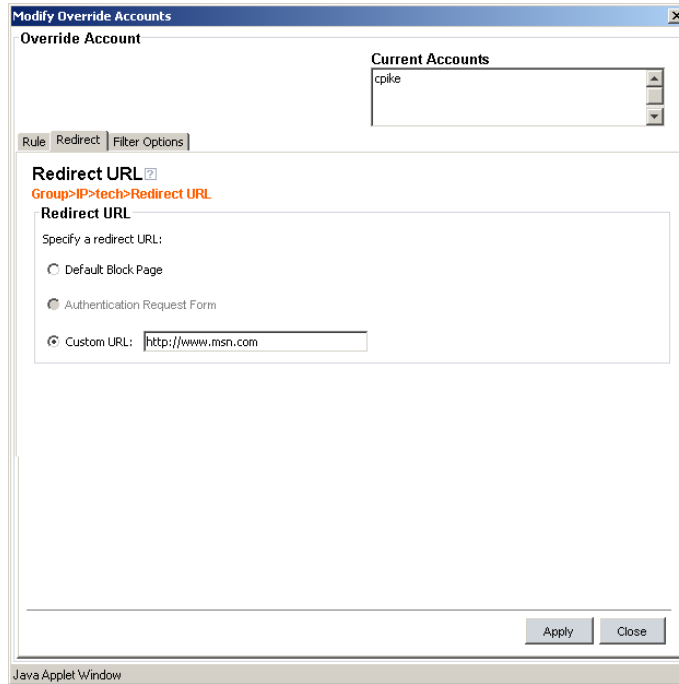 Modify Override Accounts
Override Account
Current Accounts
cpike
Rule Redirect Filter Options
Redirect URL ?
Group>IP>tech>Redirect URL
Redirect URL
Specify a redirect URL:
Default Block Page
Authentication Request Form
Custom URL: http://www.msn.com
Apply Close
Java Applet Window